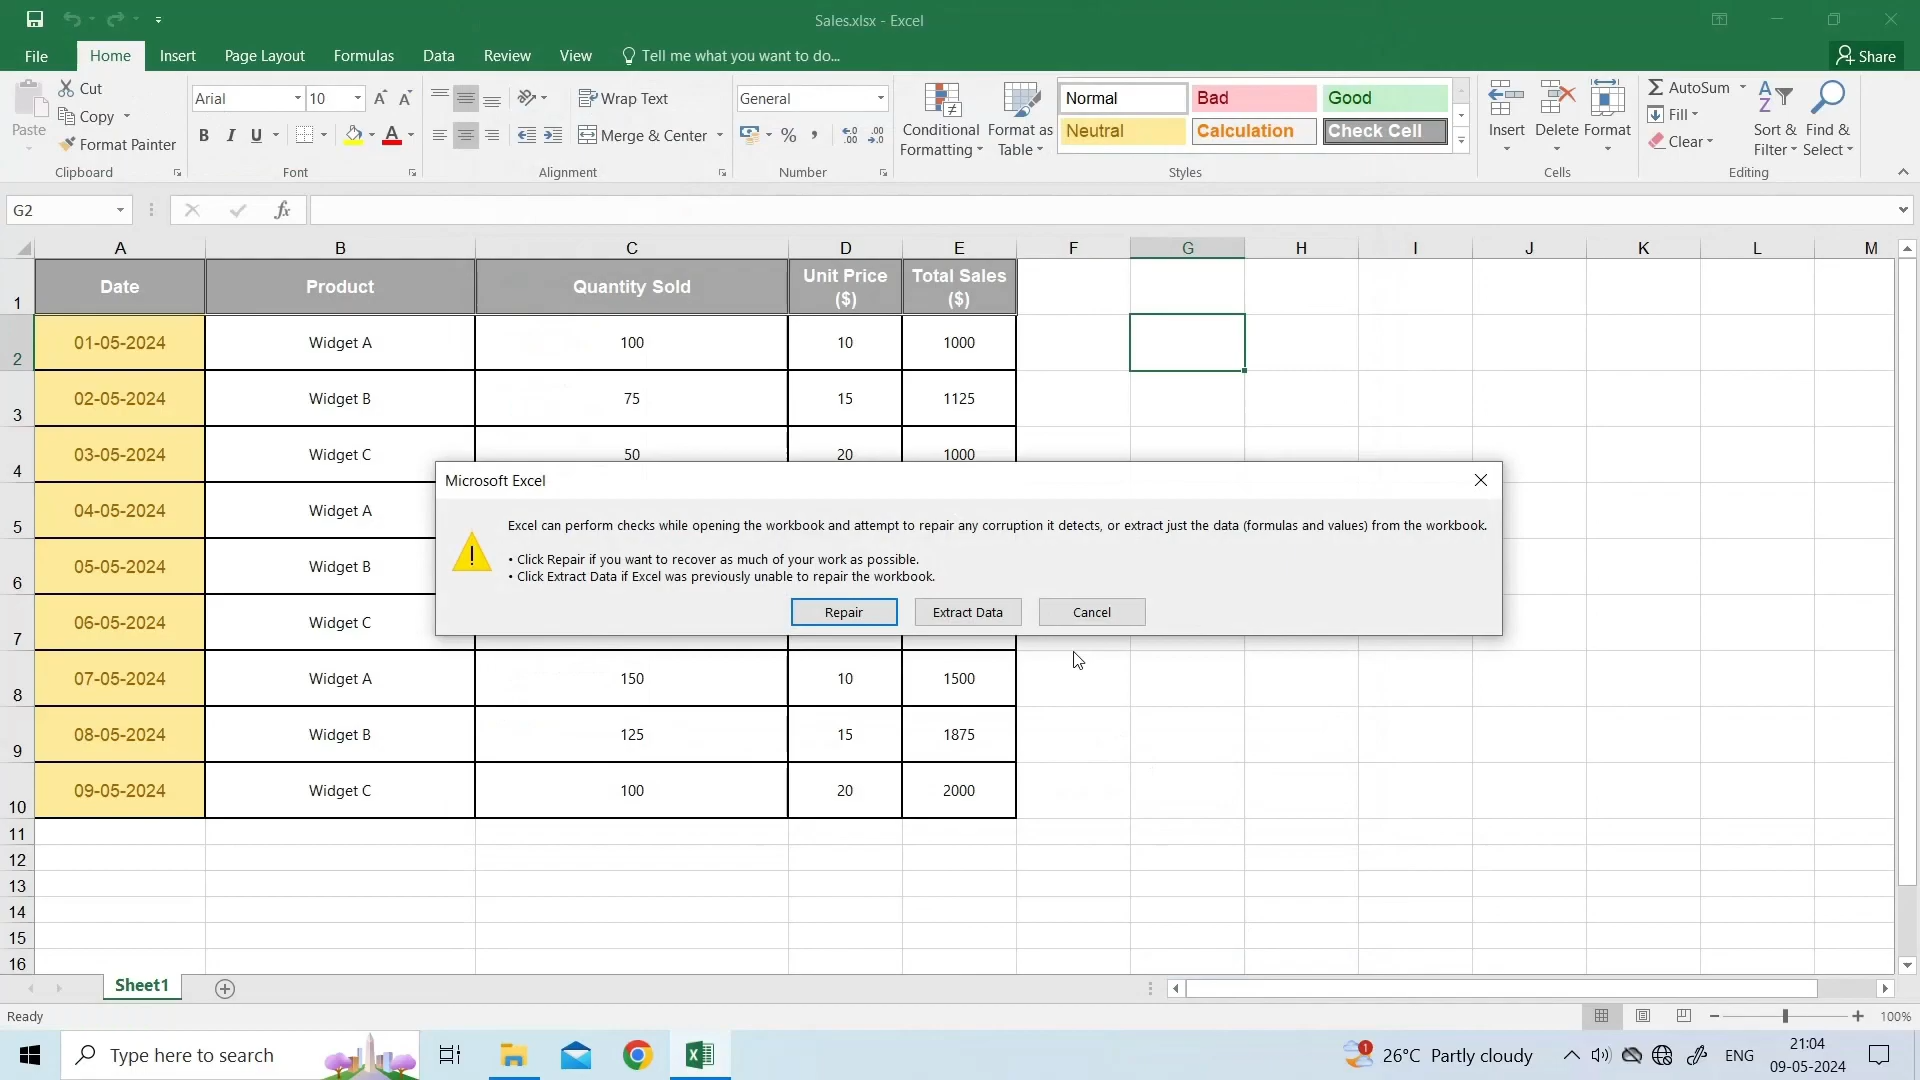 Sales.xlsx - Excel
File
Home
Insert
Page Layout
Formulas
Data
Review
View
Tell me what you want to do...
Share
Paste
Cut
Copy
Format Painter
Clipboard
Arial
10
B I U
A
Font
Wrap Text
Merge & Center
Alignment
General
%
Number
Conditional Formatting
Format as Table
Normal
Bad
Good
Neutral
Calculation
Check Cell
Styles
Insert
Delete
Format
Cells
AutoSum
Fill
Clear
Sort & Filter
Find & Select
Editing
G2
fx
A B C D E F G H I J K L M
1 Date Product Quantity Sold Unit Price ($) Total Sales ($)
2 01-05-2024 Widget A 100 10 1000
3 02-05-2024 Widget B 75 15 1125
4 03-05-2024 Widget C 50 20 1000
5 04-05-2024 Widget A
6 05-05-2024 Widget B
7 06-05-2024 Widget C
8 07-05-2024 Widget A 150 10 1500
9 08-05-2024 Widget B 125 15 1875
10 09-05-2024 Widget C 100 20 2000
11
12
13
14
15
16
Microsoft Excel
Excel can perform checks while opening the workbook and attempt to repair any corruption it detects, or extract just the data (formulas and values) from the workbook.
• Click Repair if you want to recover as much of your work as possible.
• Click Extract Data if Excel was previously unable to repair the workbook.
Repair
Extract Data
Cancel
Sheet1
Ready
100%
Type here to search
1
26°C Partly cloudy
ENG
21:04
09-05-2024